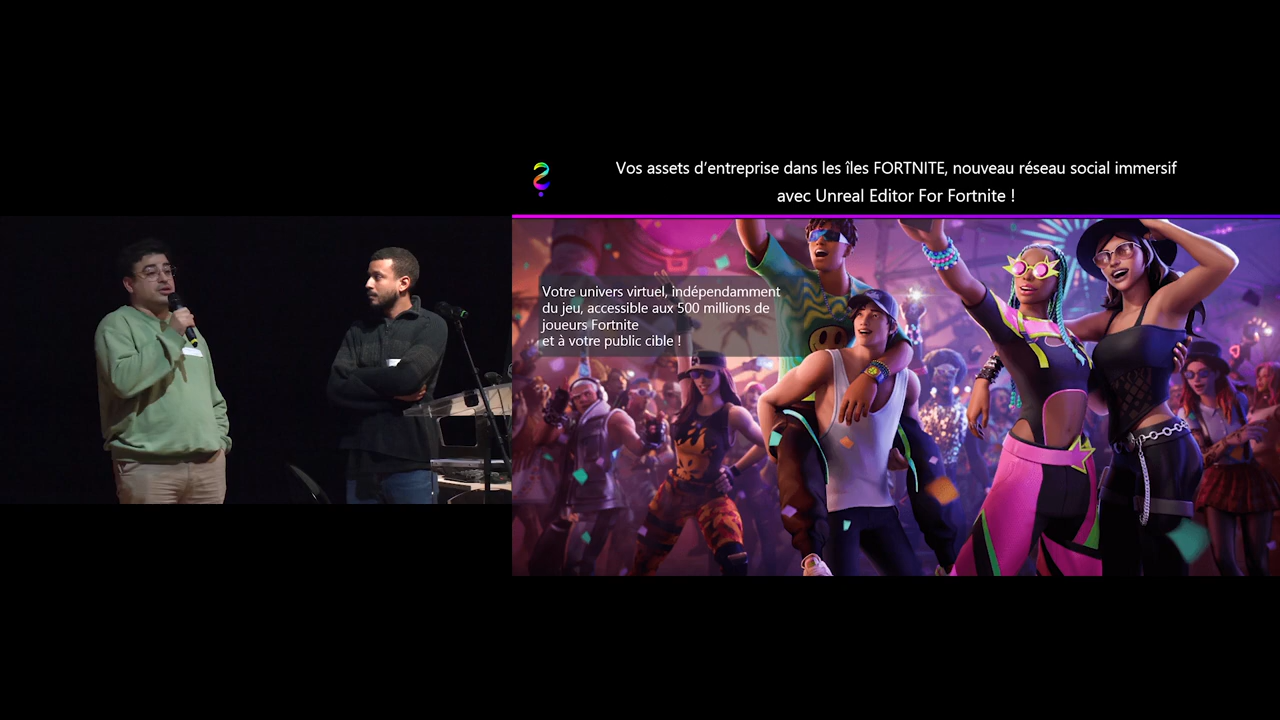 Vos assets d’entreprise dans les îles FORTNITE, nouveau réseau social immersif
avec Unreal Editor For Fortnite !
Votre univers virtuel, indépendamment
du jeu, accessible aux 500 millions de
joueurs Fortnite
et à votre public cible !